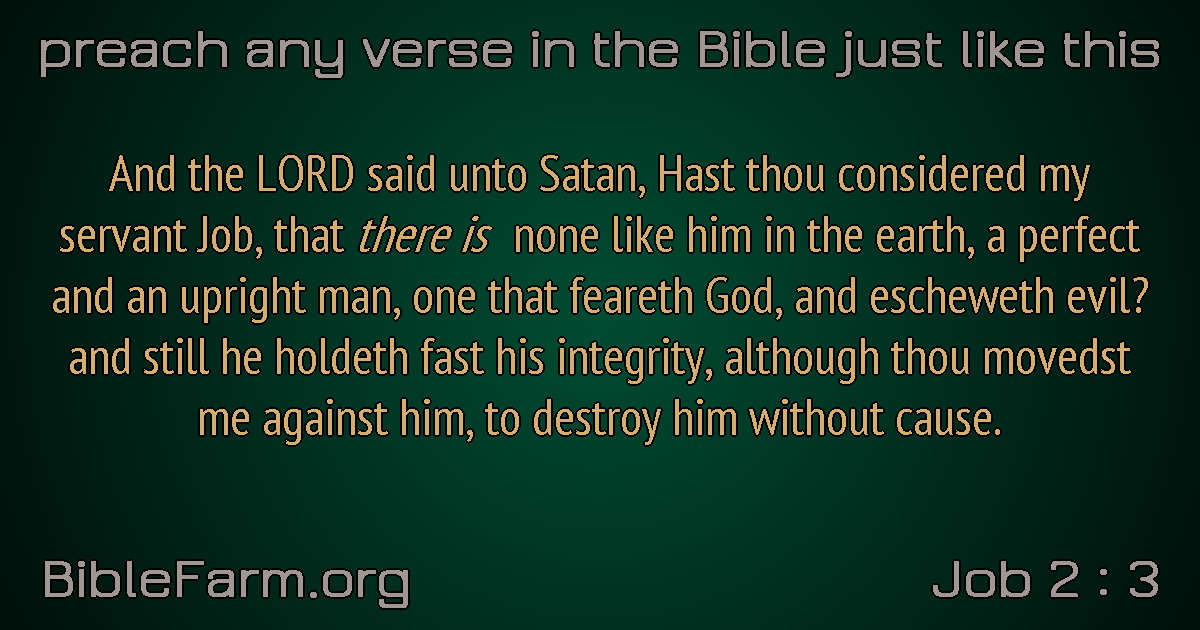 preach any verse in the Bible just like this
And the LORD said unto Satan, Hast thou considered my
servant Job, that there is none like him in the earth, a perfect
and an upright man, one that feareth God, and escheweth evil?
and still he holdeth fast his integrity, although thou movedst
me against him, to destroy him without cause.
BibleFarm.org
Job 2 : 3